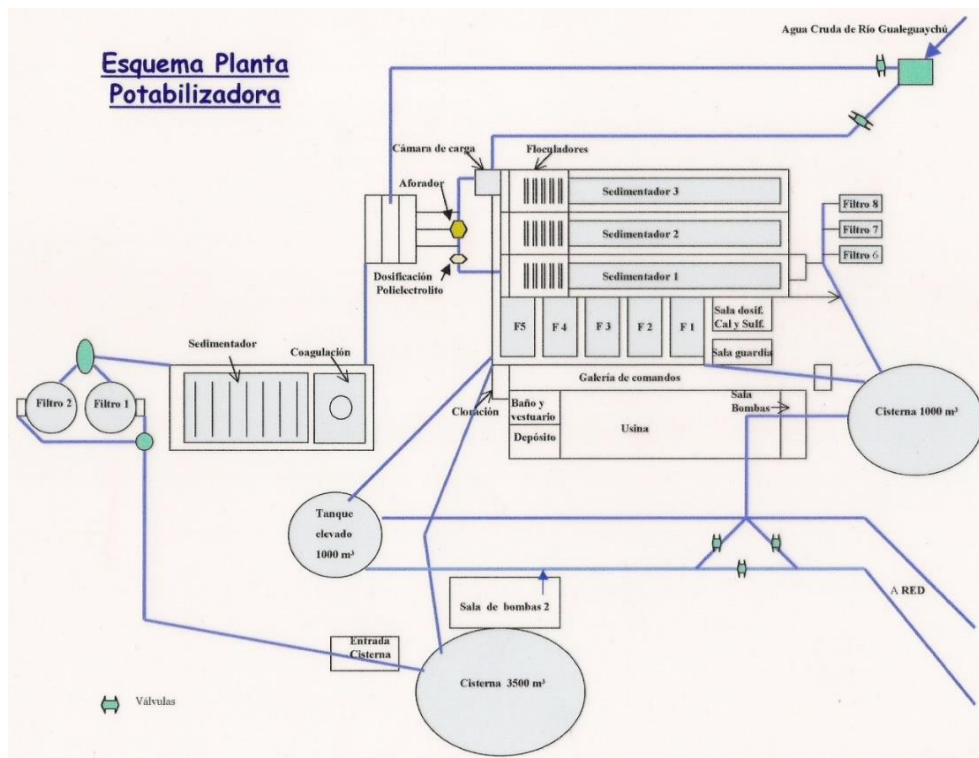 Esquema Planta
Potabilizadora
Agua Cruda de Río Gualeguaychú
Cámara de carga
Floculadores
Aforador
Sedimentador 3
Sedimentador 2
Sedimentador 1
Filtro 8
Filtro 7
Filtro 6
Dosificación
Polielectrolito
F5
F 4
F 3
F 2
F 1
Sala dosif.
Cal y Sulf.
Sala guardia
Sedimentador
Coagulación
Filtro 2
Filtro 1
Galería de comandos
Cloración
Baño y
vestuario
Depósito
Usina
Sala
Bombas
Cisterna 1000 m³
Tanque
elevado
1000 m³
A RED
Sala de bombas 2
Entrada
Cisterna
Cisterna 3500 m³
Válvulas